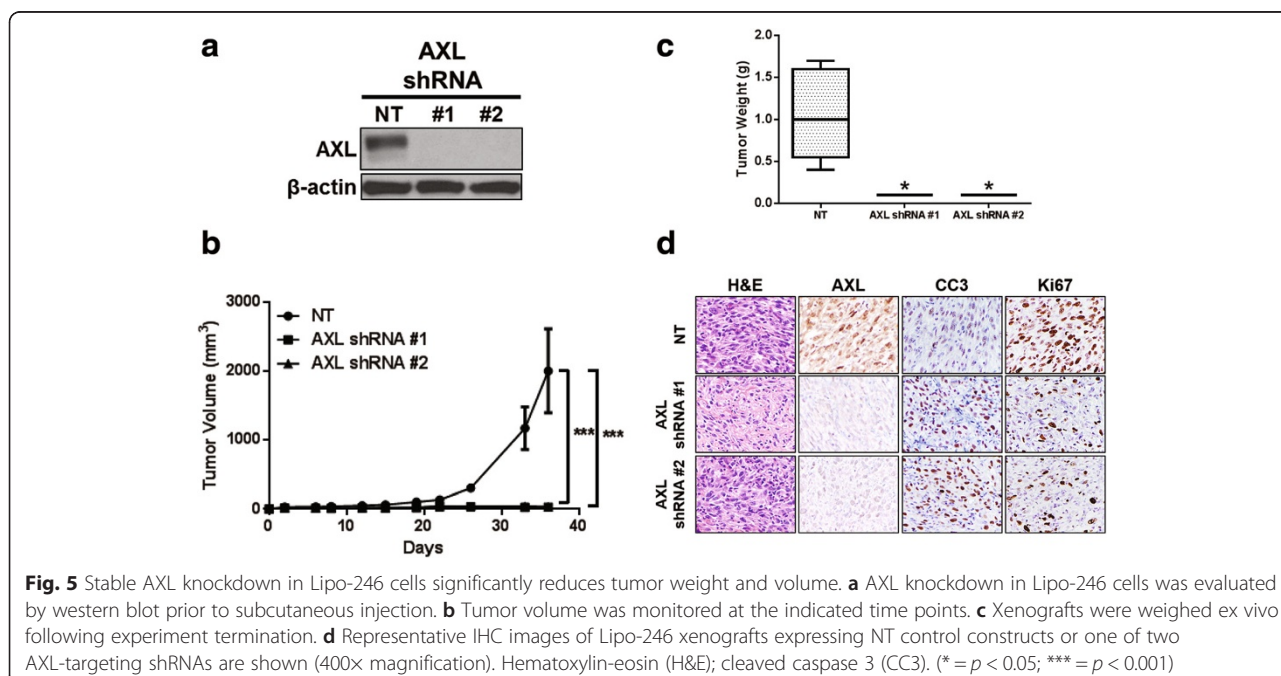 a
AXL
shRNA
NT #1 #2
AXL
β-actin
b
Tumor Volume (mm³)
3000
2000
1000
0
NT
AXL shRNA #1
AXL shRNA #2
*** ***
0 10 20 30 40
Days
c
Tumor Weight (g)
2.0
1.5
1.0
0.5
0.0
* *
NT AXL shRNA #1 AXL shRNA #2
d
H&E AXL CC3 Ki67
NT
AXL
shRNA #1
AXL
shRNA #2
Fig. 5 Stable AXL knockdown in Lipo-246 cells significantly reduces tumor weight and volume. a AXL knockdown in Lipo-246 cells was evaluated
by western blot prior to subcutaneous injection. b Tumor volume was monitored at the indicated time points. c Xenografts were weighed ex vivo
following experiment termination. d Representative IHC images of Lipo-246 xenografts expressing NT control constructs or one of two
AXL-targeting shRNAs are shown (400× magnification). Hematoxylin-eosin (H&E); cleaved caspase 3 (CC3). (* = p < 0.05; *** = p < 0.001)